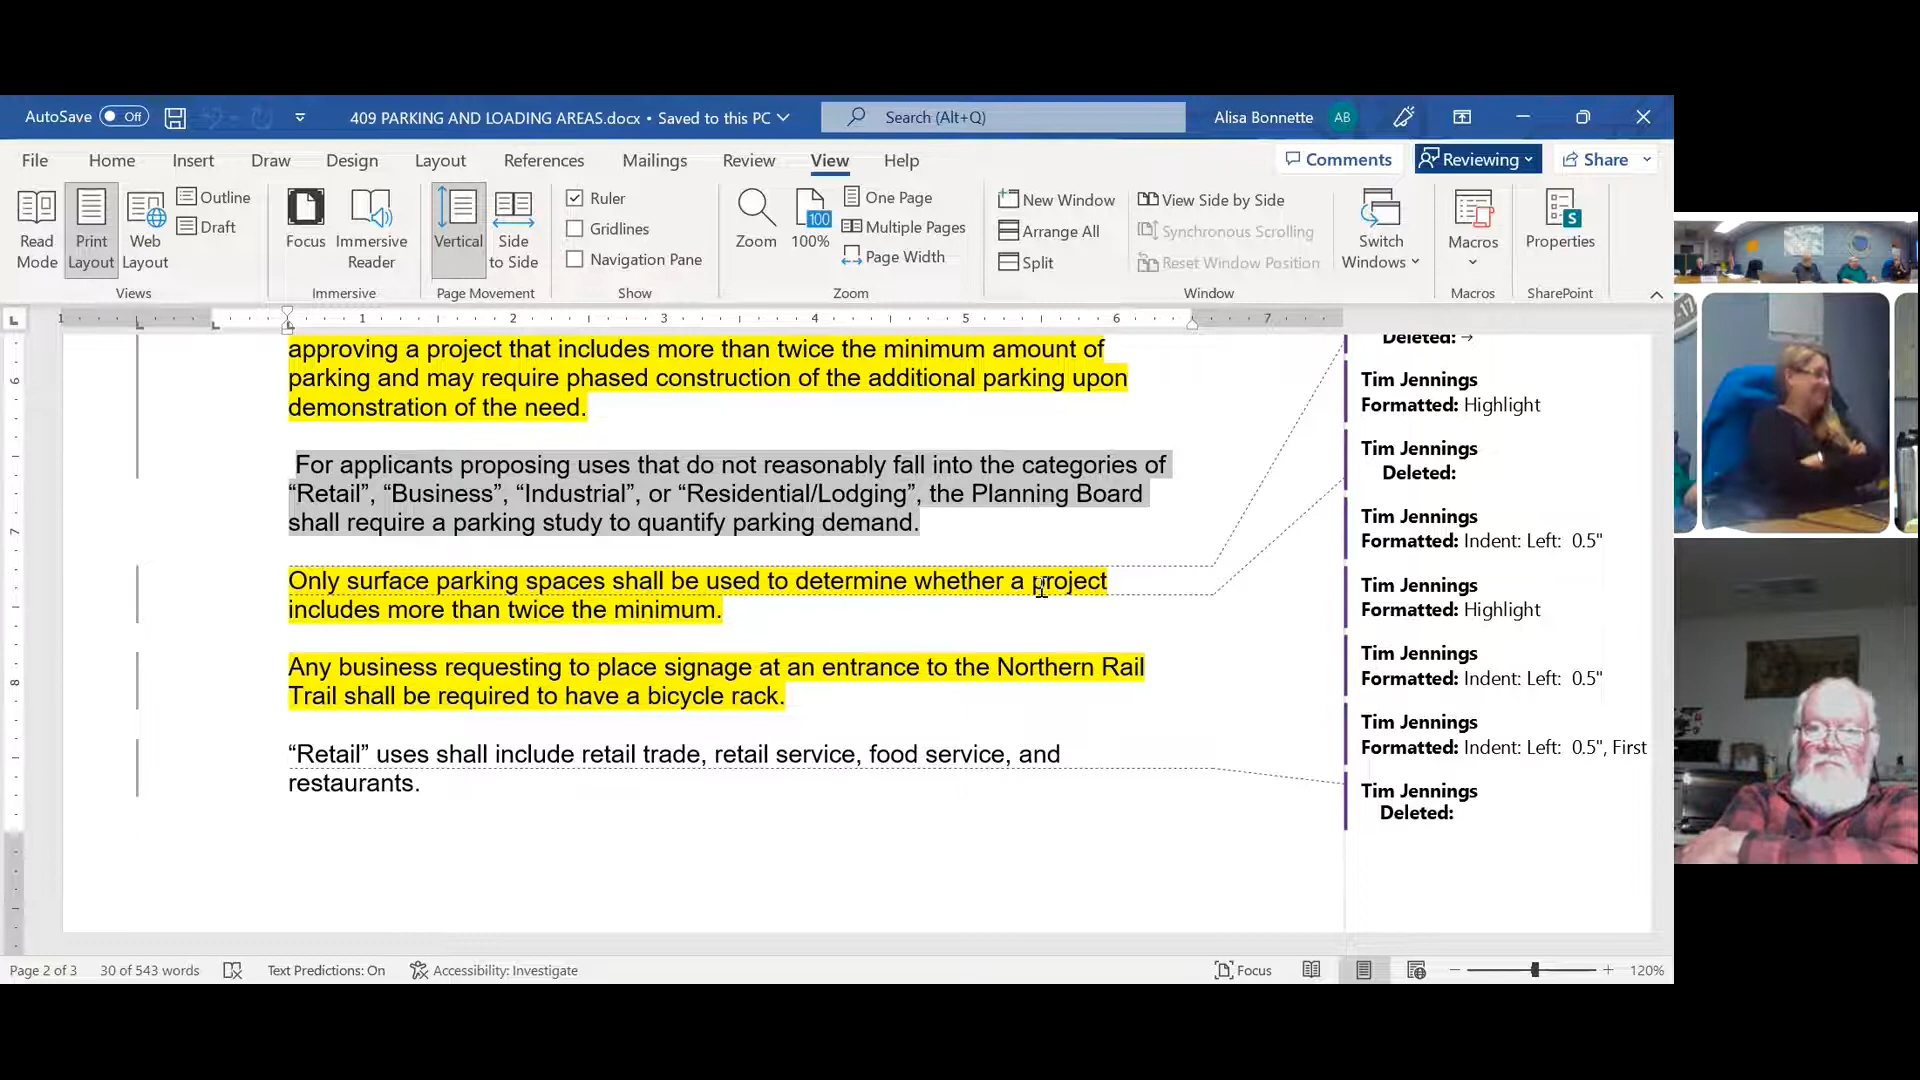 AutoSave Off 409 PARKING AND LOADING AREAS.docx • Saved to this PC Search (Alt+Q) Alisa Bonnette AB
File Home Insert Draw Design Layout References Mailings Review View Help Comments Reviewing Share
Read Mode
Print Layout
Web Layout
Outline
Draft
Views
Focus
Immersive Reader
Immersive
Vertical
Side to Side
Page Movement
Ruler
Gridlines
Navigation Pane
Show
Zoom
100
100%
One Page
Multiple Pages
Page Width
Zoom
New Window
Arrange All
Split
View Side by Side
Synchronous Scrolling
Reset Window Position
Switch Windows
Window
Macros
Macros
Properties
SharePoint
1 1 2 3 4 5 6 7
6
7
8
approving a project that includes more than twice the minimum amount of
parking and may require phased construction of the additional parking upon
demonstration of the need.
For applicants proposing uses that do not reasonably fall into the categories of
“Retail”, “Business”, “Industrial”, or “Residential/Lodging”, the Planning Board
shall require a parking study to quantify parking demand.
Only surface parking spaces shall be used to determine whether a project
includes more than twice the minimum.
Any business requesting to place signage at an entrance to the Northern Rail
Trail shall be required to have a bicycle rack.
“Retail” uses shall include retail trade, retail service, food service, and
restaurants.
Deleted: →
Tim Jennings
Formatted: Highlight
Tim Jennings
Deleted:
Tim Jennings
Formatted: Indent: Left: 0.5"
Tim Jennings
Formatted: Highlight
Tim Jennings
Formatted: Indent: Left: 0.5"
Tim Jennings
Formatted: Indent: Left: 0.5", First
Tim Jennings
Deleted:
Page 2 of 3 30 of 543 words Text Predictions: On Accessibility: Investigate Focus 120%